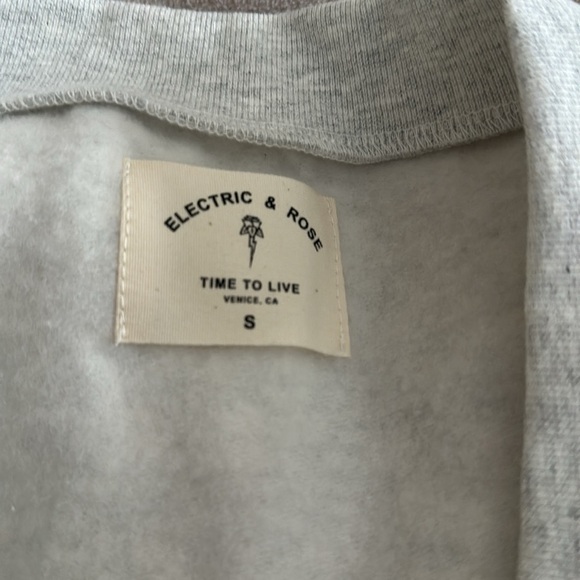 ELECTRIC & ROSE
TIME TO LIVE
VENICE, CA
S